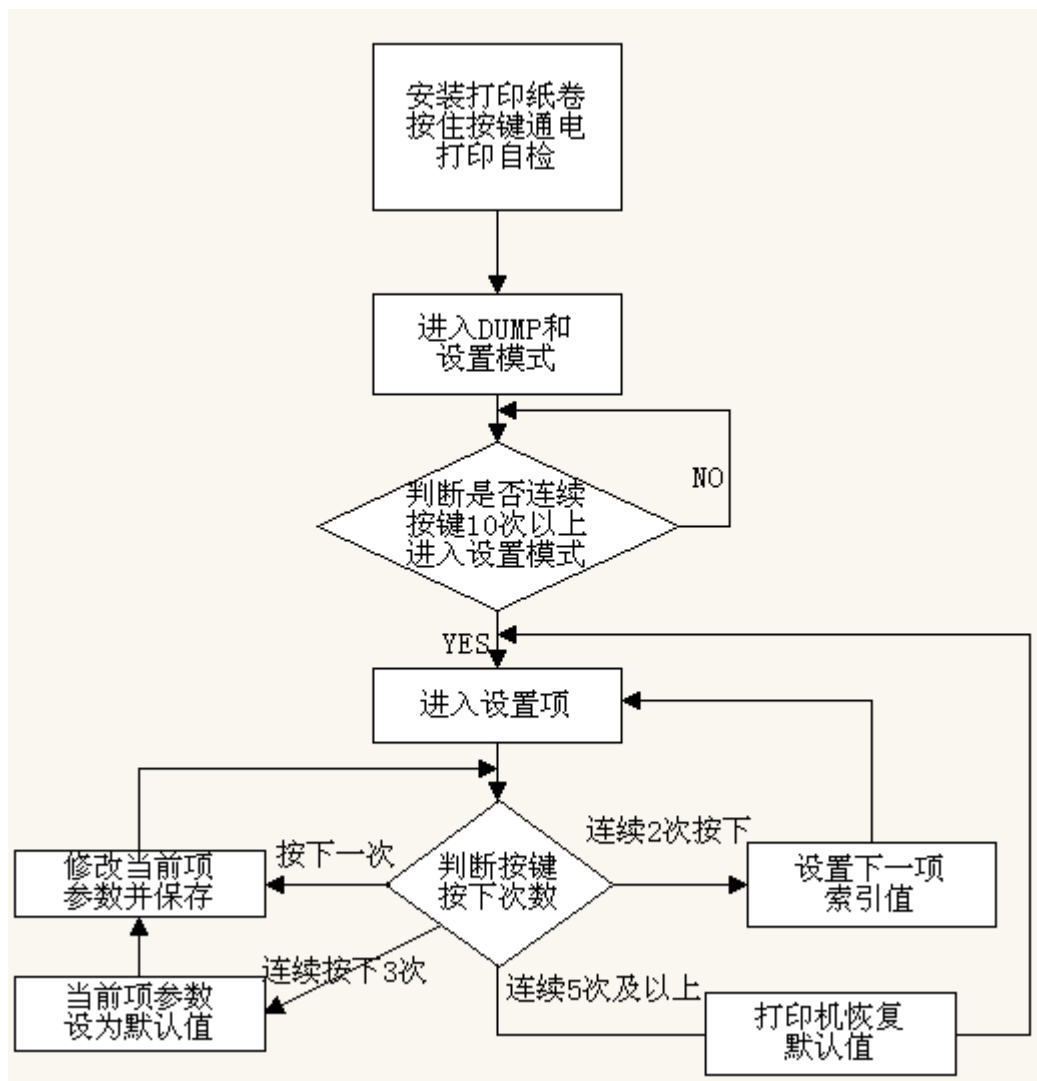 安装打印纸卷
按住按键通电
打印自检
进入DUMP和
设置模式
NO
判断是否连续
按键10次以上
进入设置模式
YES
进入设置项
连续2次按下
按下一次
修改当前项
参数并保存
判断按键
按下次数
设置下一项
索引值
连续按下3次
连续5次及以上
当前项参数
设为默认值
打印机恢复
默认值